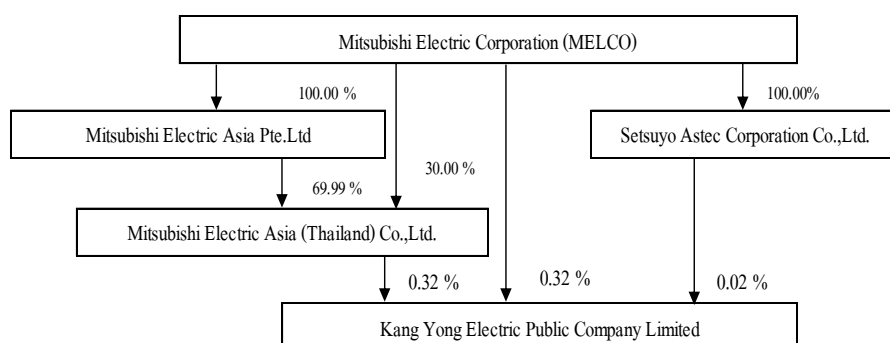 Mitsubishi Electric Corporation (MELCO)
100.00 %
100.00%
Mitsubishi Electric Asia Pte.Ltd
Setsuyo Astec Corporation Co.,Ltd.
69.99 %
30.00 %
Mitsubishi Electric Asia (Thailand) Co.,Ltd.
0.32 %
0.32 %
0.02 %
Kang Yong Electric Public Company Limited